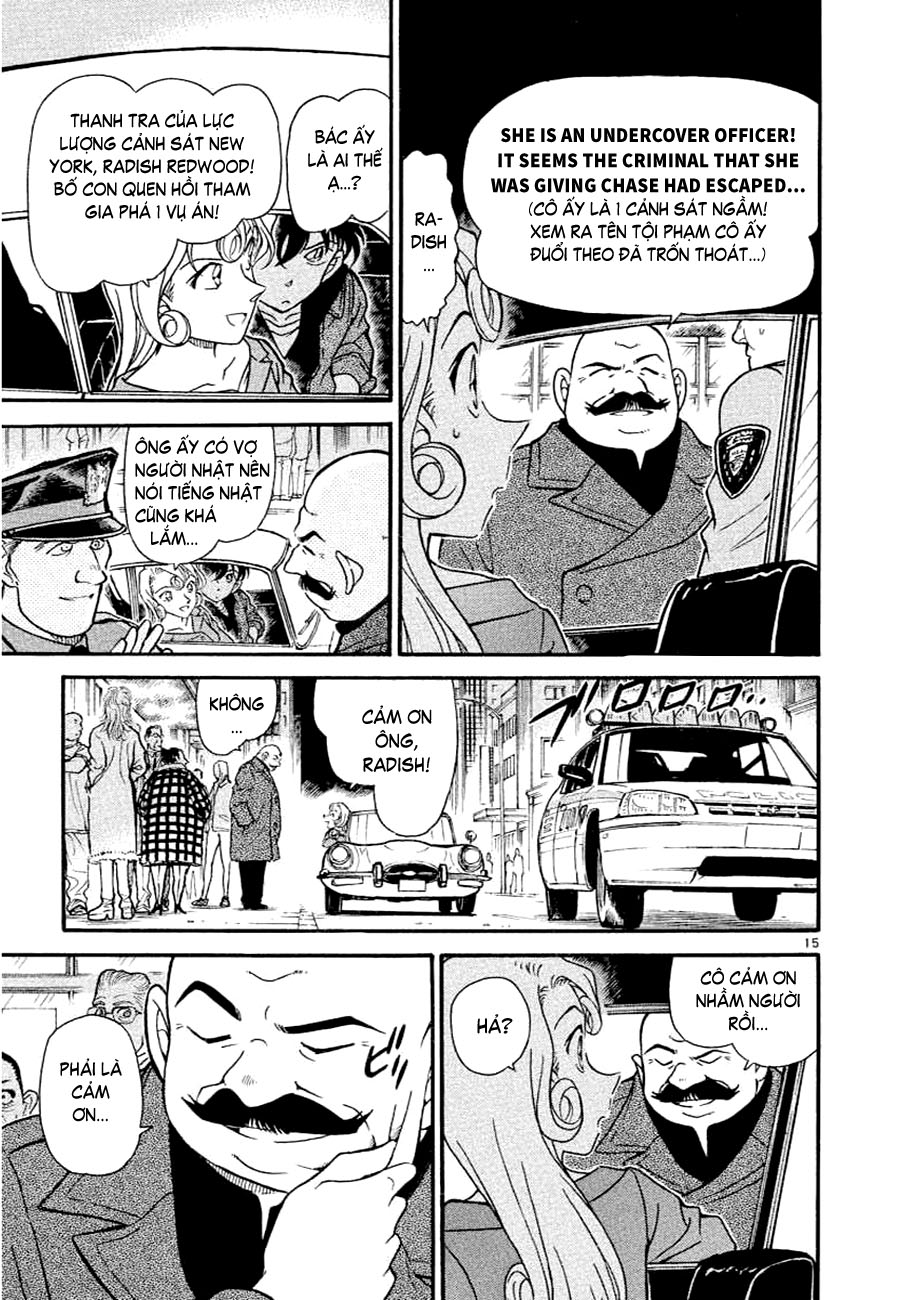 SHE IS AN UNDERCOVER OFFICER!
IT SEEMS THE CRIMINAL THAT SHE
WAS GIVING CHASE HAD ESCAPED...
(CÔ ẤY LÀ 1 CẢNH SÁT NGẦM!
XEM RA TÊN TỘI PHẠM CÔ ẤY
ĐUỔI THEO ĐÃ TRỐN THOÁT...)
RA-
DISH
...
BÁC ẤY
LÀ AI THẾ
Ạ...?
THANH TRA CỦA LỰC
LƯỢNG CẢNH SÁT NEW
YORK, RADISH REDWOOD!
BỐ CON QUEN HỒI THAM
GIA PHÁ 1 VỤ ÁN!
ÔNG ẤY CÓ VỢ
NGƯỜI NHẬT NÊN
NÓI TIẾNG NHẬT
CŨNG KHÁ
LẮM...
ロロロ...
CẢM ƠN
ÔNG,
RADISH!
KHÔNG
...
15
CÔ CẢM ƠN
NHẦM NGƯỜI
RỒI...
HẢ?
PHẢI LÀ
CẢM
ƠN...